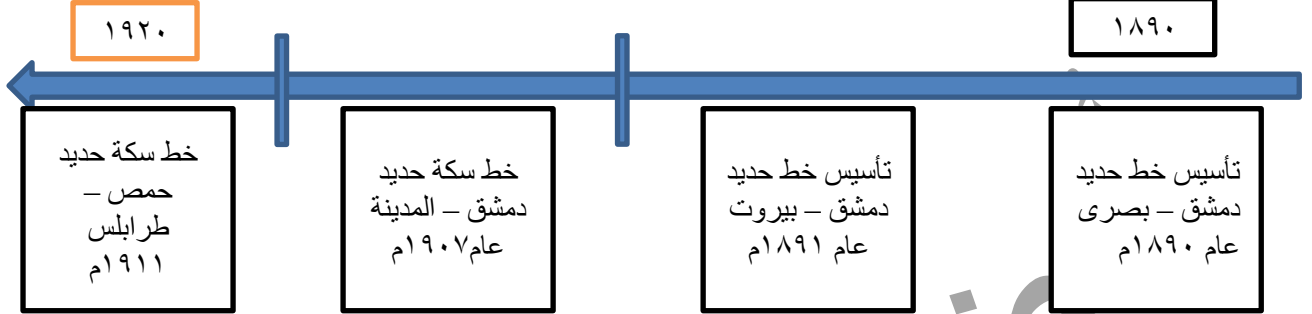 ١٨٩٠
١٩٢٠
تأسيس خط حديد
دمشق – بصرى
عام ١٨٩٠م
تأسيس خط حديد
دمشق – بيروت
عام ١٨٩١م
خط سكة حديد
دمشق – المدينة
عام١٩٠٧م
خط سكة حديد
حمص –
طرابلس
١٩١١م